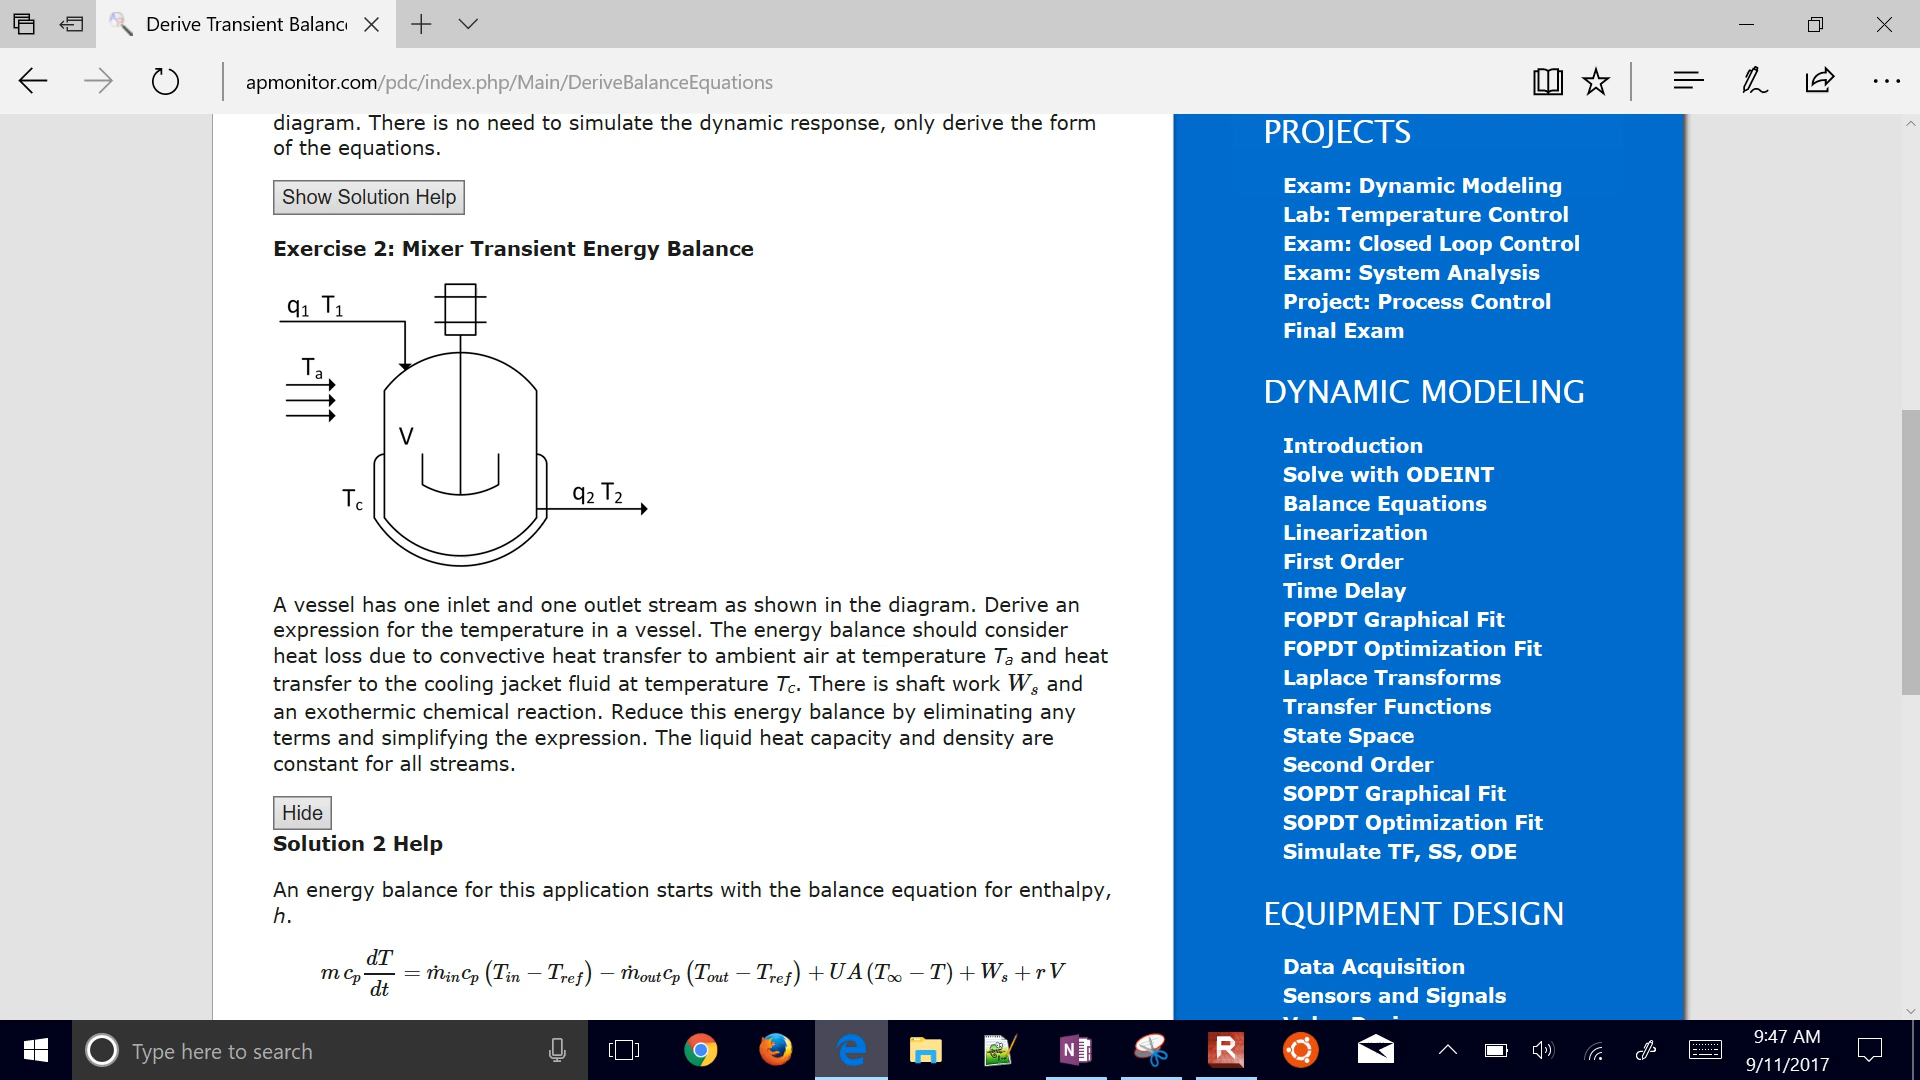 Derive Transient Balanc
apmonitor.com/pdc/index.php/Main/DeriveBalanceEquations
diagram. There is no need to simulate the dynamic response, only derive the form
of the equations.
Show Solution Help
Exercise 2: Mixer Transient Energy Balance
q1 T1
Ta
V
Tc
q2 T2
A vessel has one inlet and one outlet stream as shown in the diagram. Derive an
expression for the temperature in a vessel. The energy balance should consider
heat loss due to convective heat transfer to ambient air at temperature Ta and heat
transfer to the cooling jacket fluid at temperature Tc. There is shaft work Ws and
an exothermic chemical reaction. Reduce this energy balance by eliminating any
terms and simplifying the expression. The liquid heat capacity and density are
constant for all streams.
Hide
Solution 2 Help
An energy balance for this application starts with the balance equation for enthalpy,
h.
m cp dT/dt = ṁin cp (Tin − Tref) − ṁout cp (Tout − Tref) + U A (T∞ − T) + Ws + r V
PROJECTS
Exam: Dynamic Modeling
Lab: Temperature Control
Exam: Closed Loop Control
Exam: System Analysis
Project: Process Control
Final Exam
DYNAMIC MODELING
Introduction
Solve with ODEINT
Balance Equations
Linearization
First Order
Time Delay
FOPDT Graphical Fit
FOPDT Optimization Fit
Laplace Transforms
Transfer Functions
State Space
Second Order
SOPDT Graphical Fit
SOPDT Optimization Fit
Simulate TF, SS, ODE
EQUIPMENT DESIGN
Data Acquisition
Sensors and Signals
Type here to search
N
R
9:47 AM
9/11/2017